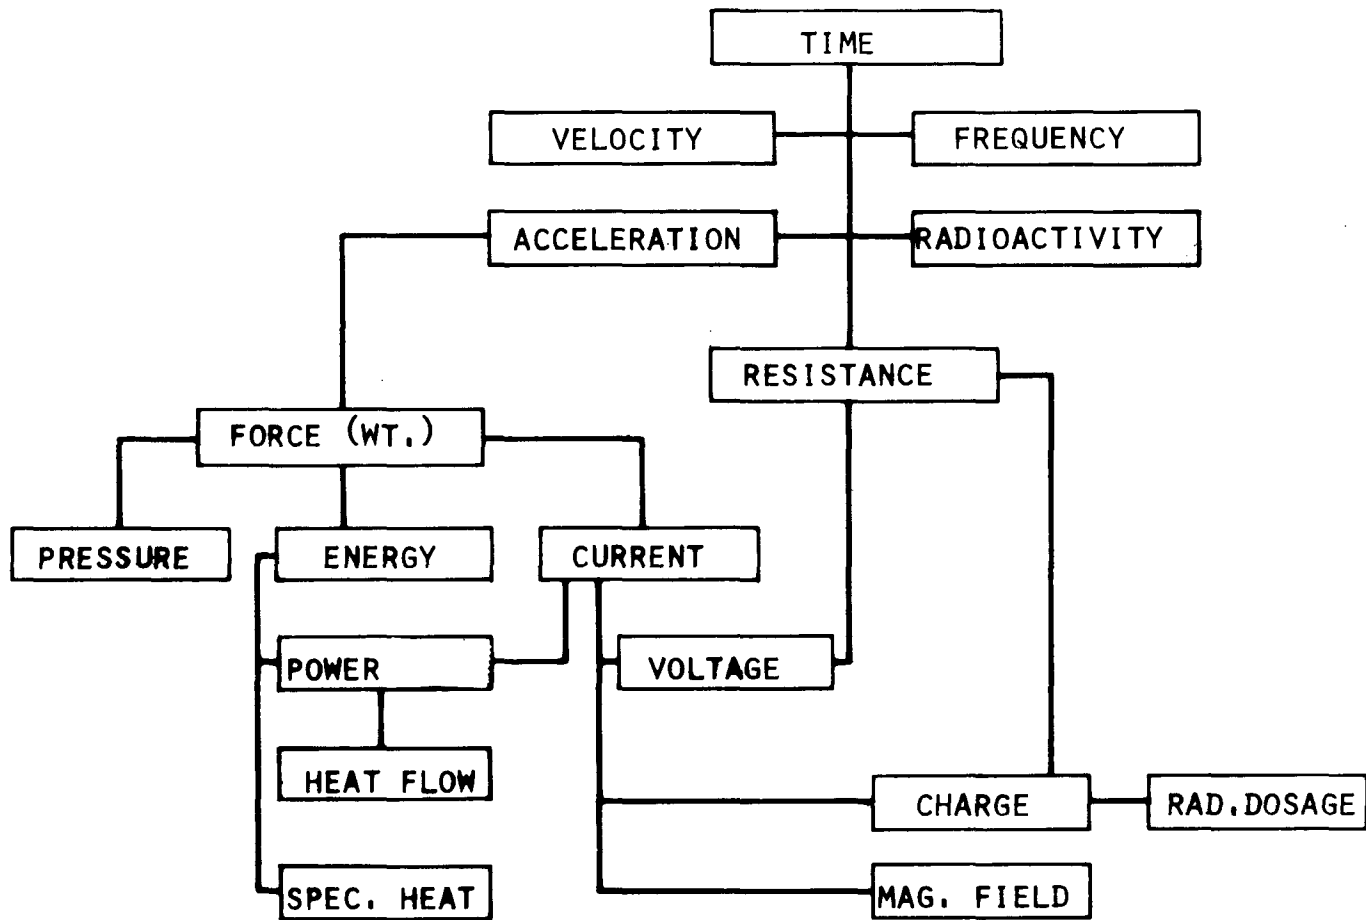 TIME
VELOCITY
FREQUENCY
ACCELERATION
RADIOACTIVITY
RESISTANCE
FORCE (WT.)
PRESSURE
ENERGY
CURRENT
POWER
VOLTAGE
HEAT FLOW
CHARGE
RAD.DOSAGE
SPEC. HEAT
MAG. FIELD